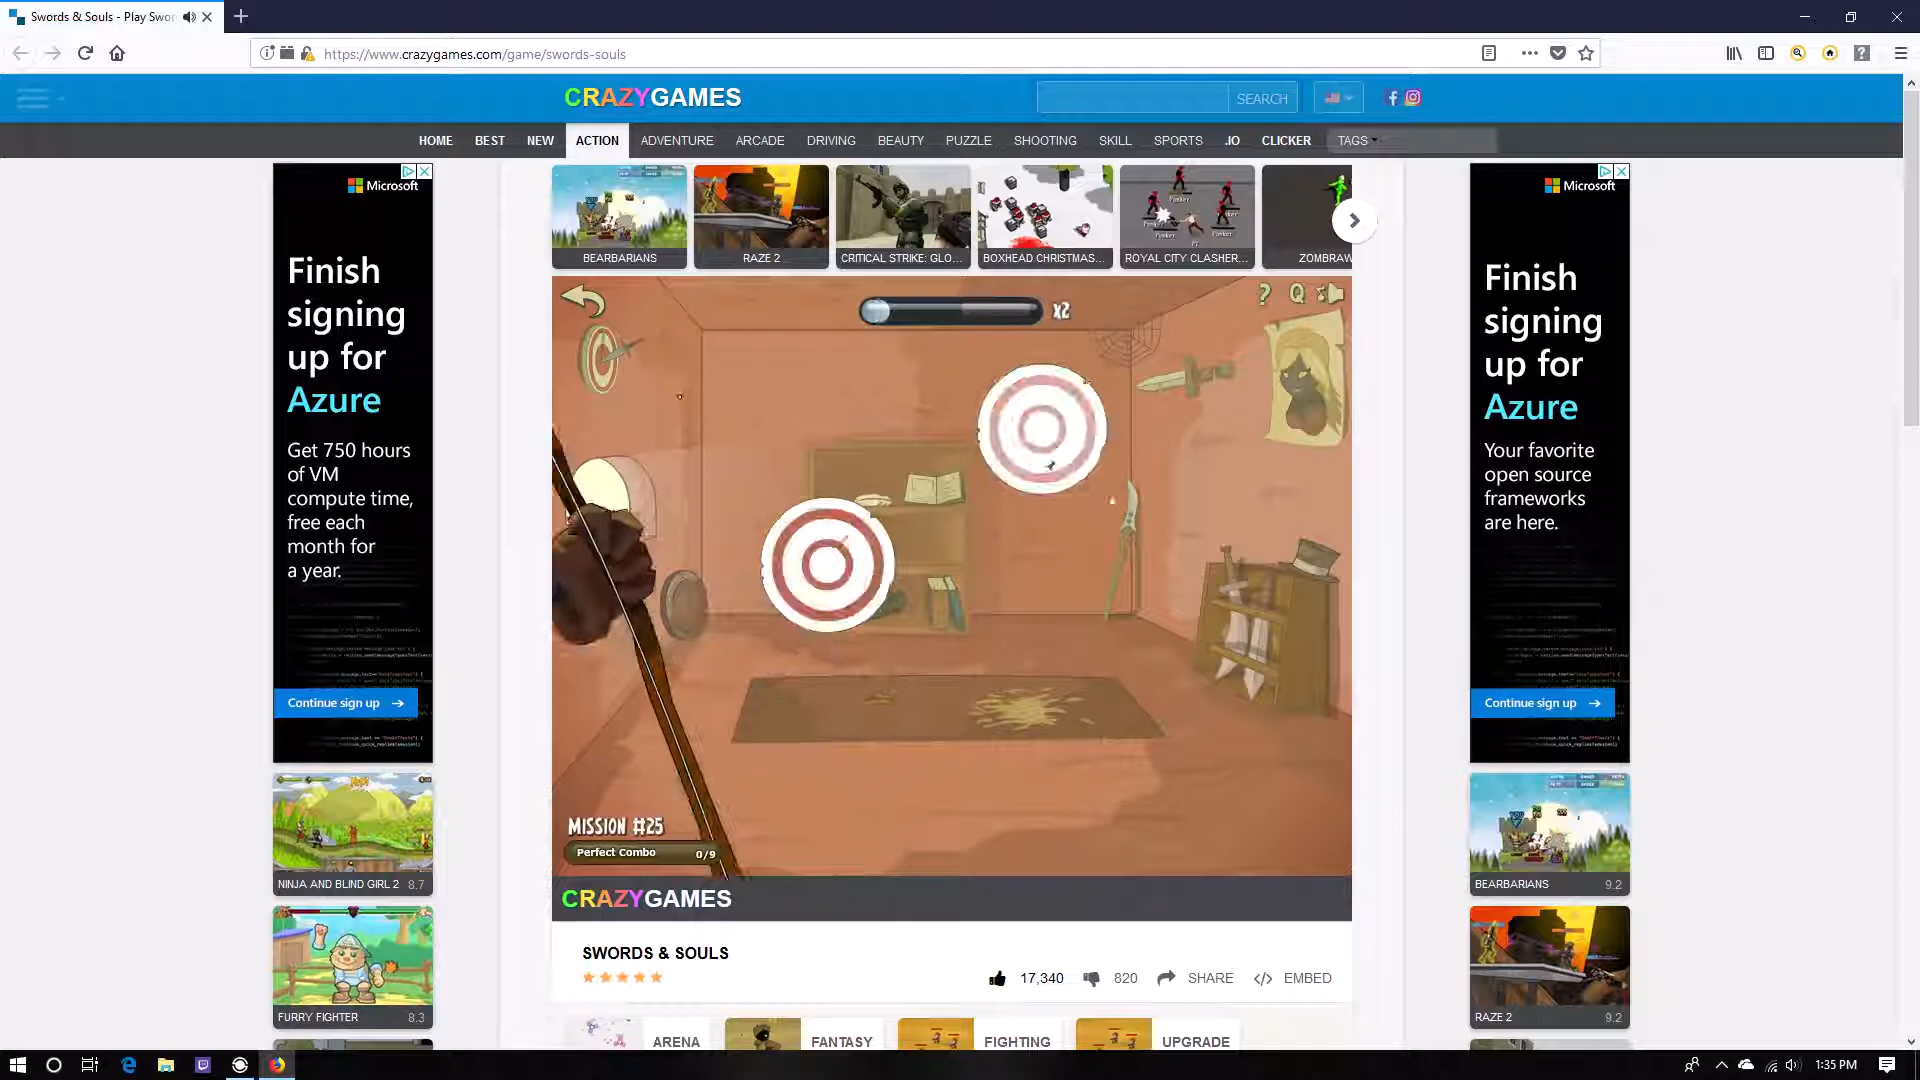 Swords & Souls - Play Swor
https://www.crazygames.com/game/swords-souls
CRAZYGAMES
SEARCH
HOME
BEST
NEW
ACTION
ADVENTURE
ARCADE
DRIVING
BEAUTY
PUZZLE
SHOOTING
SKILL
SPORTS
.IO
CLICKER
TAGS
Microsoft
Finish
signing
up for
Azure
Get 750 hours
of VM
compute time,
free each
month for
a year.
Continue sign up
NINJA AND BLIND GIRL 2 8.7
FURRY FIGHTER 8.3
BEARBARIANS
RAZE 2
CRITICAL STRIKE: GLO...
BOXHEAD CHRISTMAS...
ROYAL CITY CLASHER...
ZOMBRAW
x2
? Q
MISSION #25
Perfect Combo 0/9
CRAZYGAMES
SWORDS & SOULS
17,340
820
SHARE
EMBED
ARENA
FANTASY
FIGHTING
UPGRADE
Microsoft
Finish
signing
up for
Azure
Your favorite
open source
frameworks
are here.
Continue sign up
BEARBARIANS 9.2
RAZE 2 9.2
1:35 PM